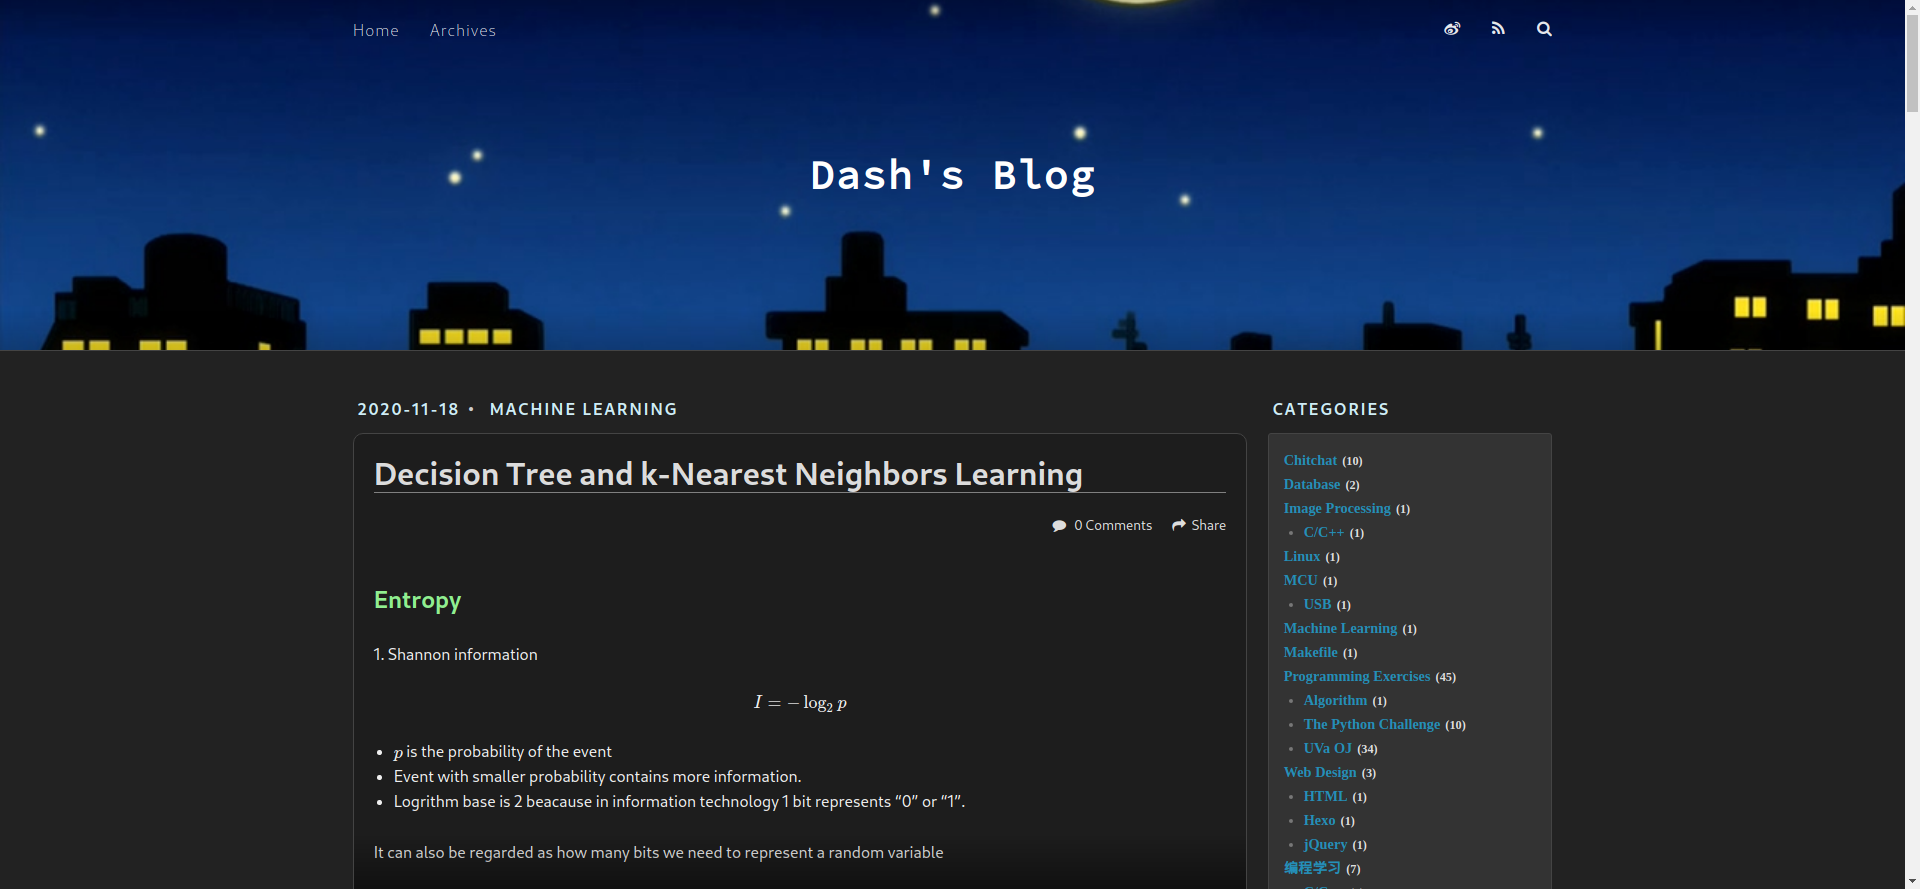 Home Archives
Dash's Blog
2020-11-18 • MACHINE LEARNING
Decision Tree and k-Nearest Neighbors Learning
0 Comments Share
Entropy
1. Shannon information
I = − log₂ p
• p is the probability of the event
• Event with smaller probability contains more information.
• Logrithm base is 2 beacause in information technology 1 bit represents “0” or “1”.
It can also be regarded as how many bits we need to represent a random variable
CATEGORIES
Chitchat (10)
Database (2)
Image Processing (1)
C/C++ (1)
Linux (1)
MCU (1)
USB (1)
Machine Learning (1)
Makefile (1)
Programming Exercises (45)
Algorithm (1)
The Python Challenge (10)
UVa OJ (34)
Web Design (3)
HTML (1)
Hexo (1)
jQuery (1)
编程学习 (7)